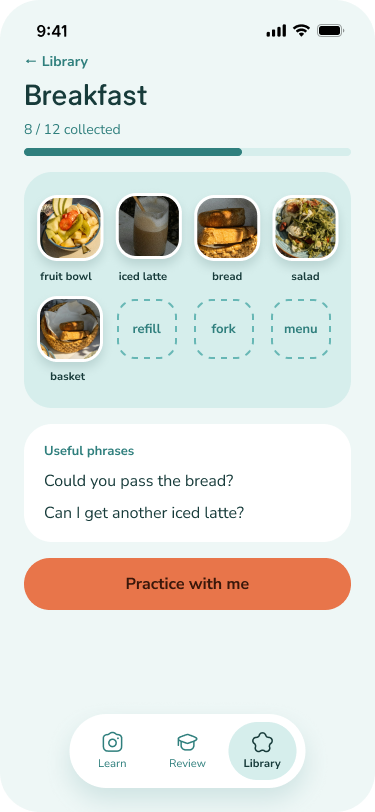 9:41
← Library
Breakfast
8 / 12 collected
fruit bowl iced latte bread salad
refill fork menu
basket
Useful phrases
Could you pass the bread?
Can I get another iced latte?
Practice with me
Learn Review Library